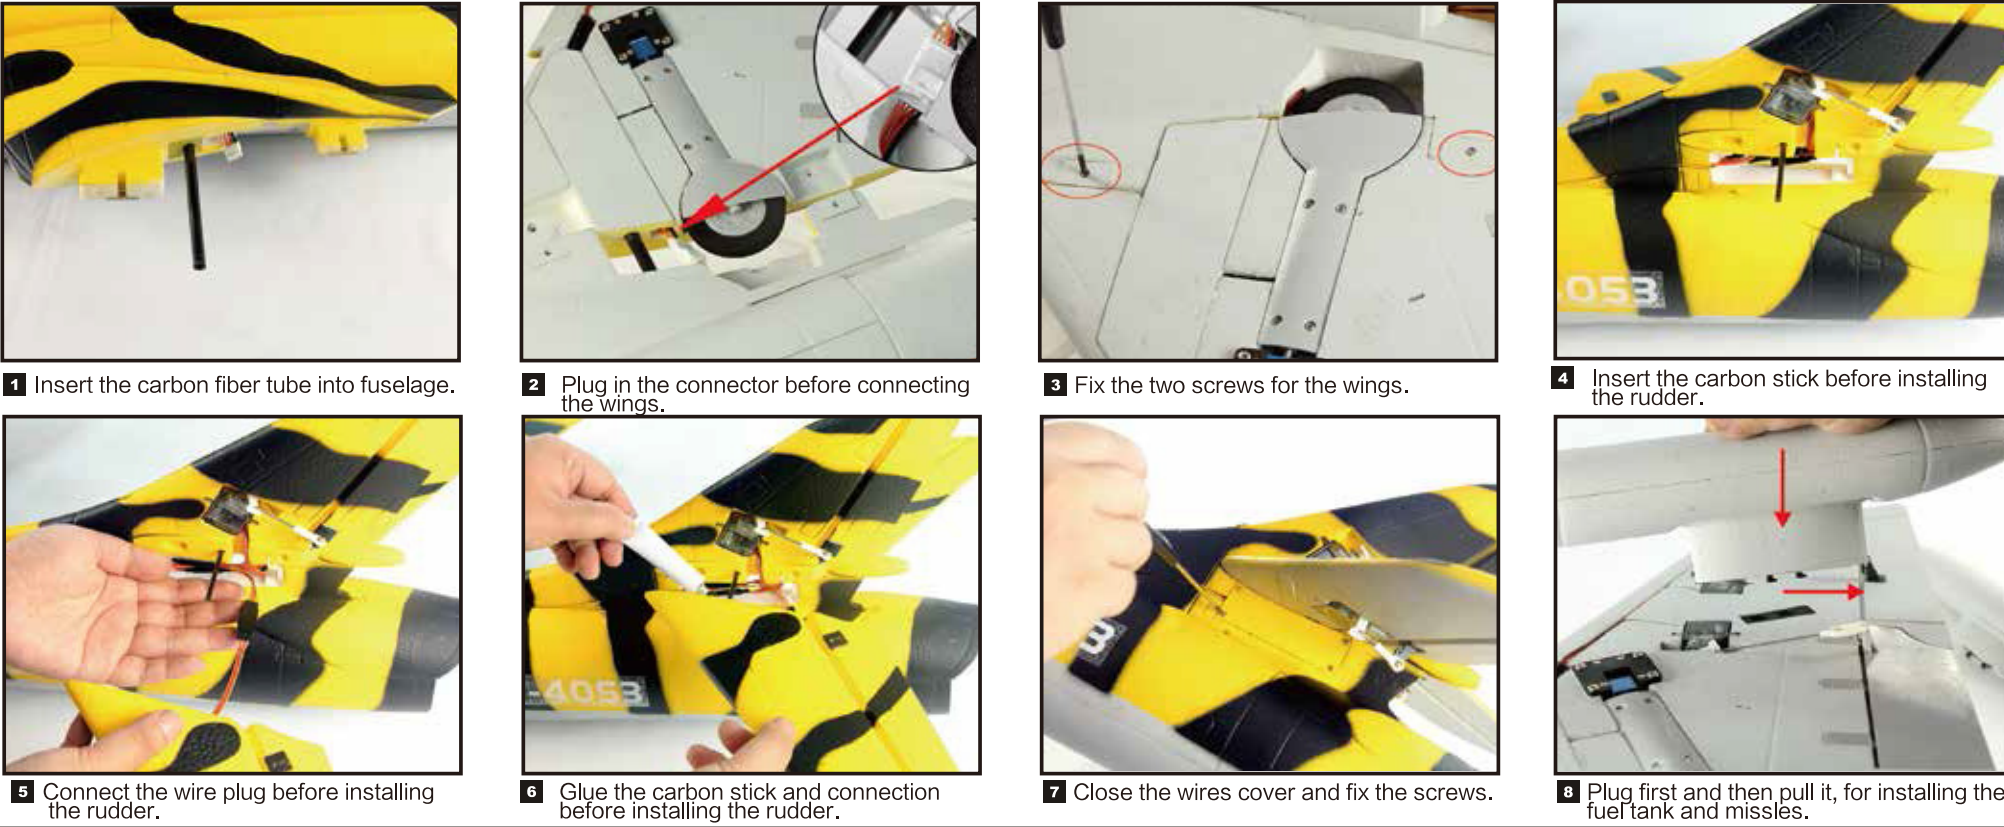 053
1 Insert the carbon fiber tube into fuselage.
2 Plug in the connector before connecting
the wings.
3 Fix the two screws for the wings.
4 Insert the carbon stick before installing
the rudder.
-4053
3
5 Connect the wire plug before installing
the rudder.
6 Glue the carbon stick and connection
before installing the rudder.
7 Close the wires cover and fix the screws.
8 Plug first and then pull it, for installing the
fuel tank and missles.